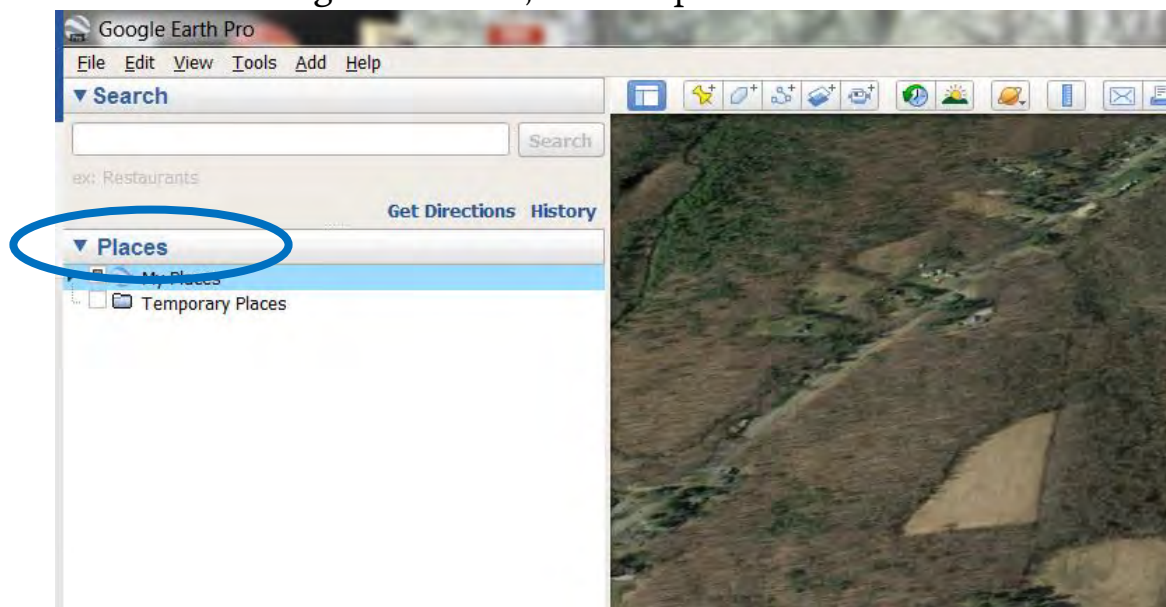 Google Earth Pro
File Edit View Tools Add Help
▼ Search
Search
ex: Restaurants
Get Directions History
▼ Places
My Places
Temporary Places